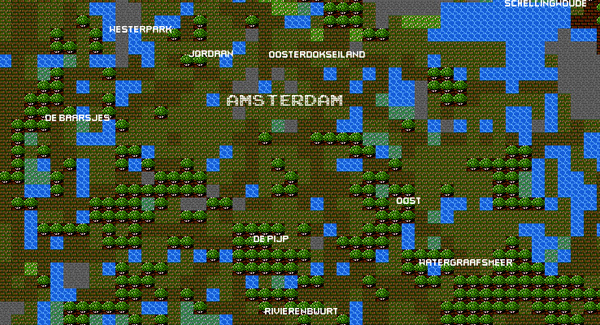 SCHELLINGWOUDE
WESTERPARK
JORDAAN
OOSTERDOKSEILAND
AMSTERDAM
DE BAARSJES
OOST
DE PIJP
WATERGRAAFSMEER
RIVIERENBUURT